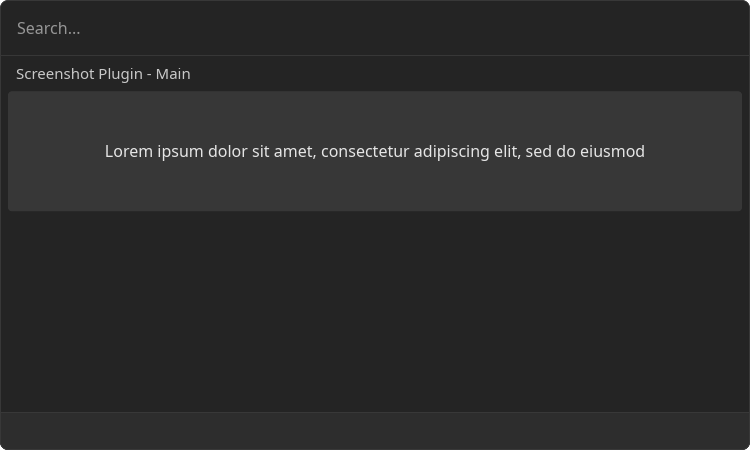 Search...
Screenshot Plugin - Main
Lorem ipsum dolor sit amet, consectetur adipiscing elit, sed do eiusmod